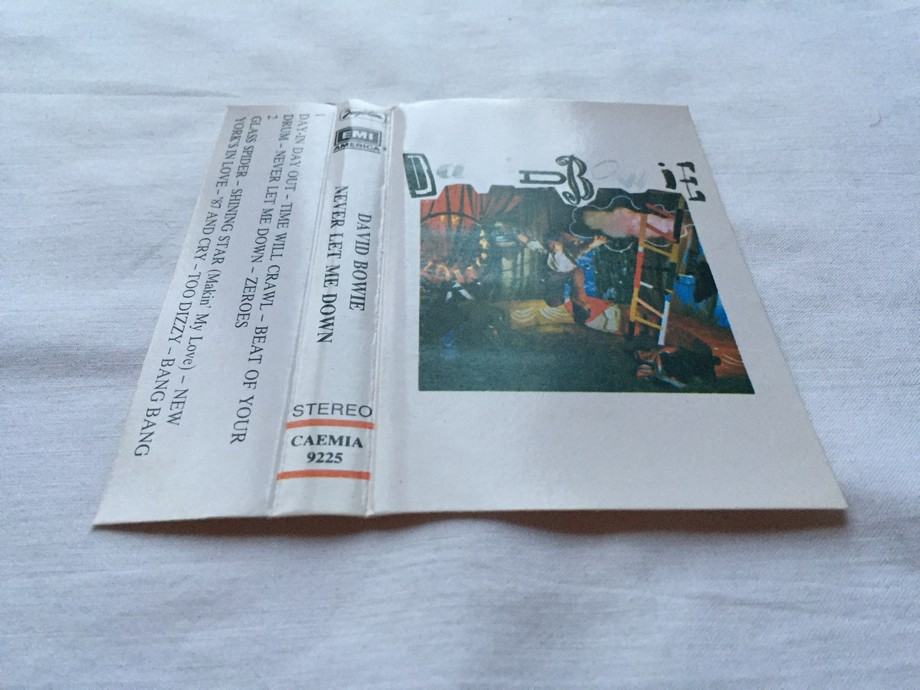 1
DAY-IN DAY OUT – TIME WILL CRAWL – BEAT OF YOUR
DRUM – NEVER LET ME DOWN – ZEROES
2
GLASS SPIDER – SHINING STAR (Makin' My Love) – NEW
YORK'S IN LOVE – '87 AND CRY – TOO DIZZY – BANG BANG
EMI
AMERICA
DAVID BOWIE
NEVER LET ME DOWN
STEREO
CAEMIA
9225
DaviD BowiE